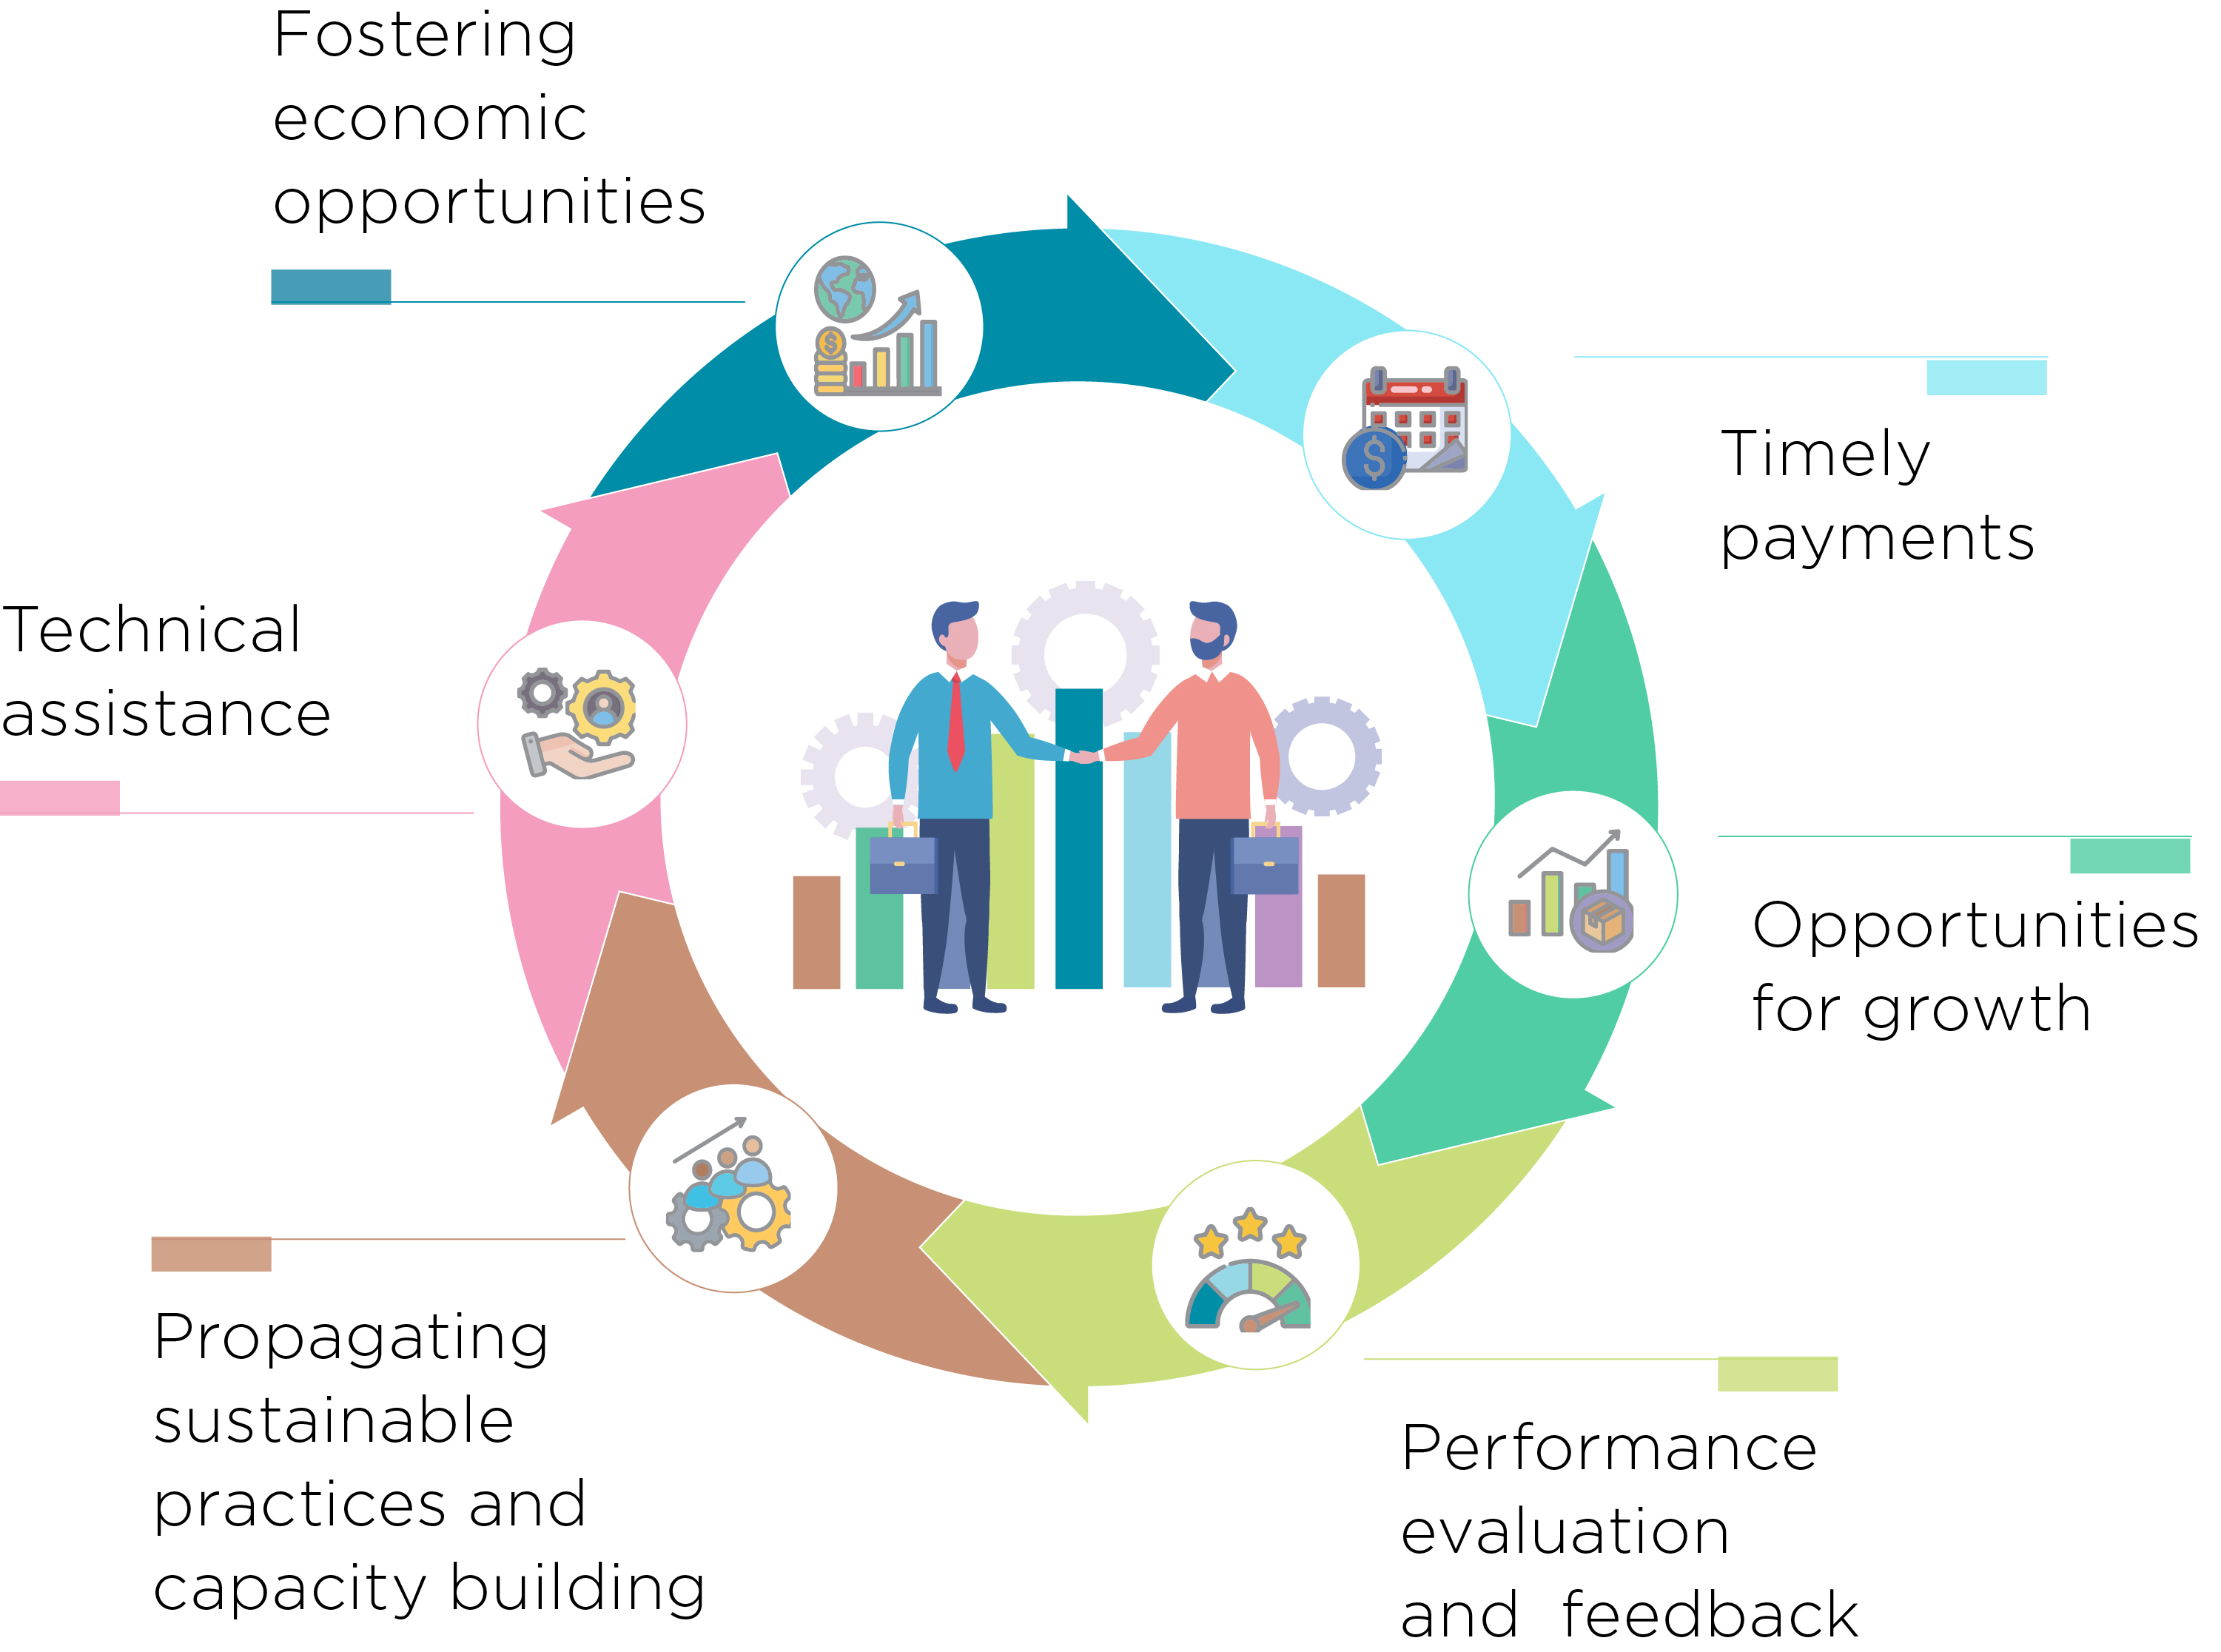 Fostering
economic
opportunities
Timely
payments
Technical
assistance
Opportunities
for growth
Propagating
sustainable
practices and
capacity building
Performance
evaluation
and feedback
$
$